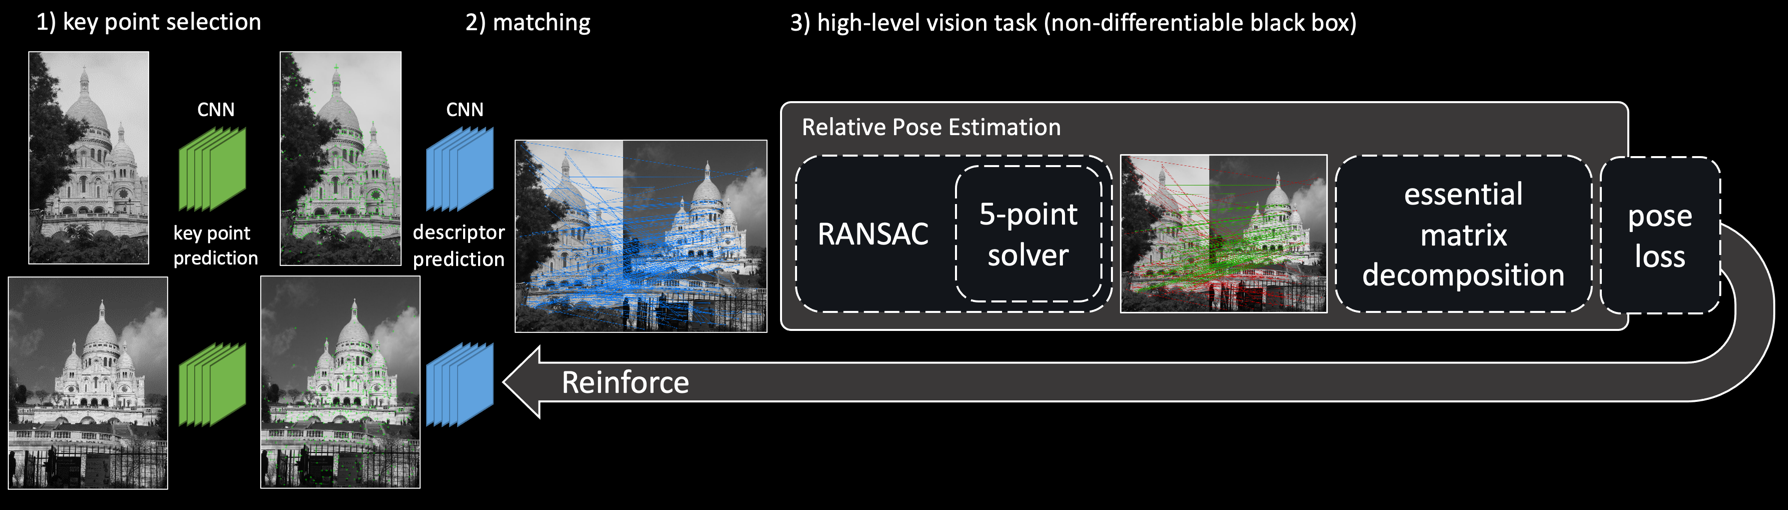 1) key point selection
2) matching
3) high-level vision task (non-differentiable black box)
CNN
key point
prediction
CNN
descriptor
prediction
Relative Pose Estimation
RANSAC
5-point
solver
essential
matrix
decomposition
pose
loss
Reinforce